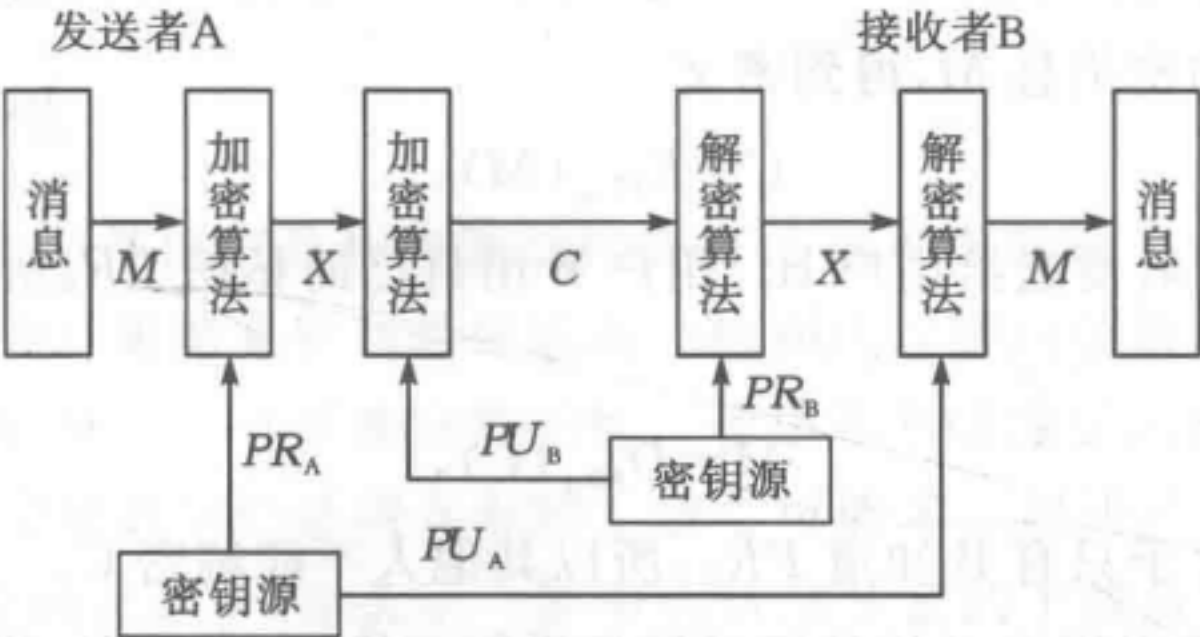 发送者A
接收者B
消息
加密算法
加密算法
解密算法
解密算法
消息
M
X
C
X
M
PR_A
PU_B
PR_B
密钥源
PU_A
密钥源